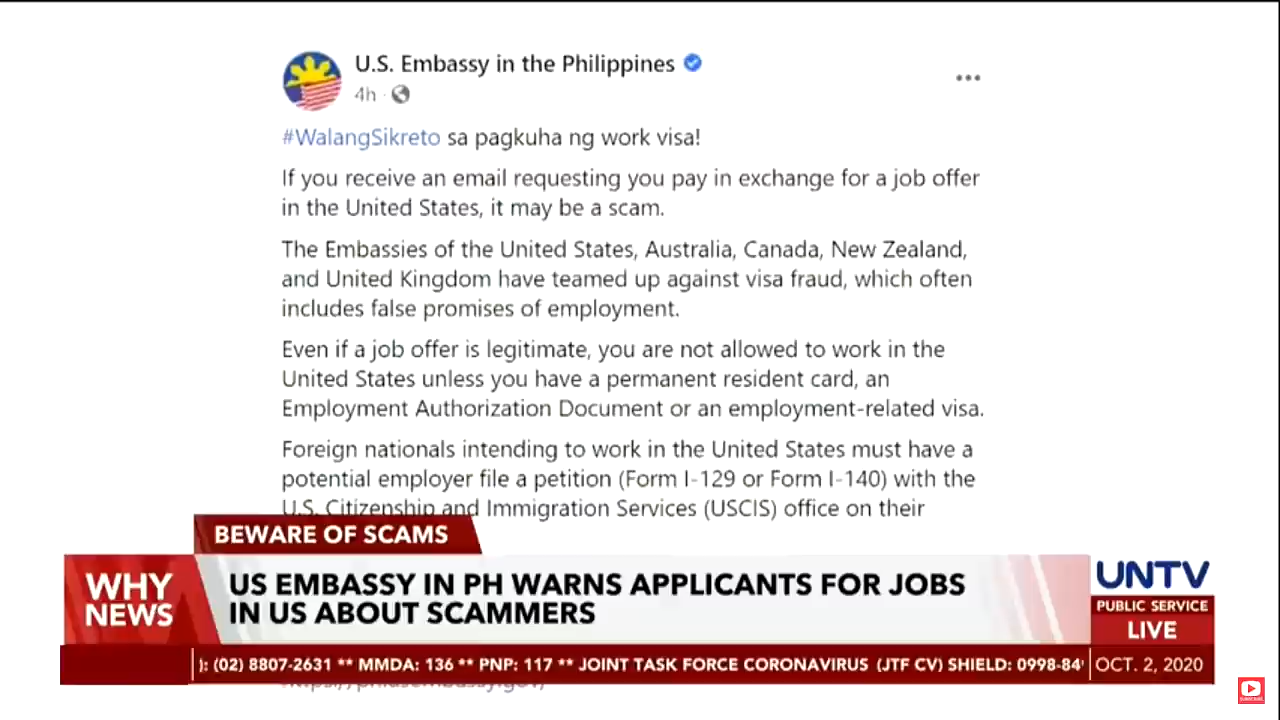 U.S. Embassy in the Philippines
4h ·
#WalangSikreto sa pagkuha ng work visa!
If you receive an email requesting you pay in exchange for a job offer
in the United States, it may be a scam.
The Embassies of the United States, Australia, Canada, New Zealand,
and United Kingdom have teamed up against visa fraud, which often
includes false promises of employment.
Even if a job offer is legitimate, you are not allowed to work in the
United States unless you have a permanent resident card, an
Employment Authorization Document or an employment-related visa.
Foreign nationals intending to work in the United States must have a
potential employer file a petition (Form I-129 or Form I-140) with the
U.S. Citizenship and Immigration Services (USCIS) office on their
BEWARE OF SCAMS
WHY
NEWS
US EMBASSY IN PH WARNS APPLICANTS FOR JOBS
IN US ABOUT SCAMMERS
UNTV
PUBLIC SERVICE
LIVE
): (02) 8807-2631 ** MMDA: 136 ** PNP: 117 ** JOINT TASK FORCE CORONAVIRUS (JTF CV) SHIELD: 0998-84
OCT. 2, 2020
SUBSCRIBE